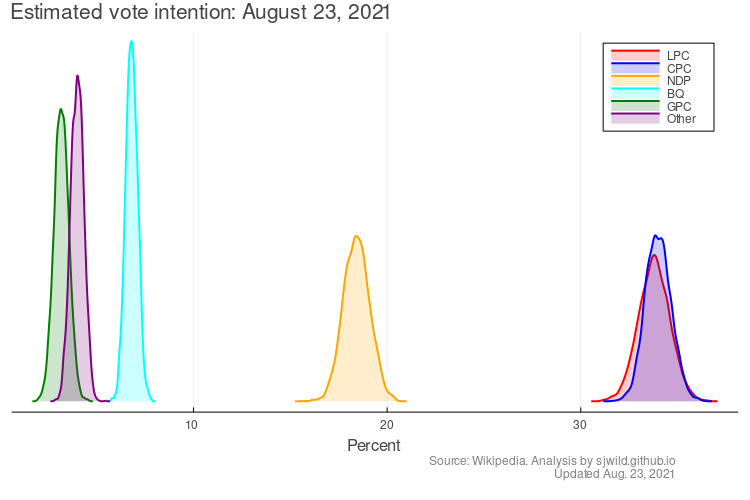 Estimated vote intention: August 23, 2021
LPC
CPC
NDP
BQ
GPC
Other
10
20
30
Percent
Source: Wikipedia. Analysis by sjwild.github.io
Updated Aug. 23, 2021